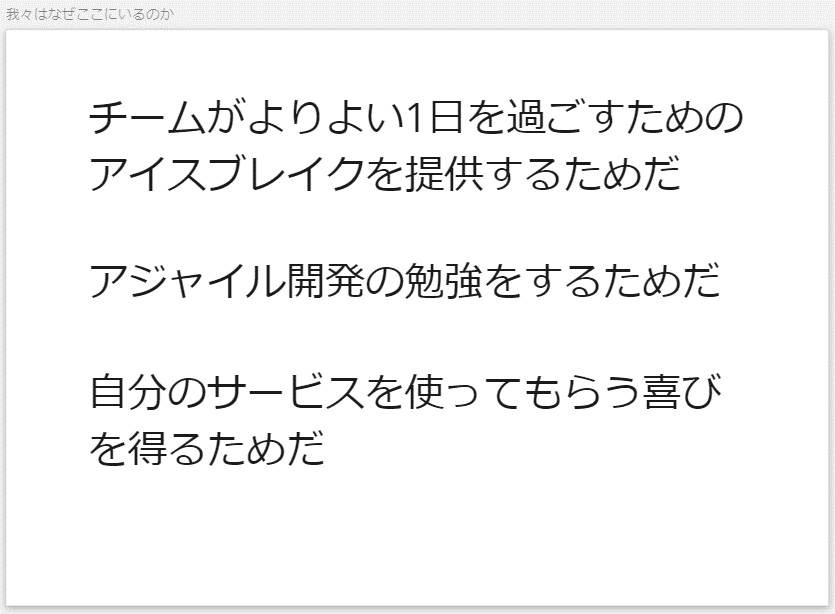 我々はなぜここにいるのか
チームがよりよい1日を過ごすための
アイスブレイクを提供するためだ
アジャイル開発の勉強をするためだ
自分のサービスを使ってもらう喜び
を得るためだ